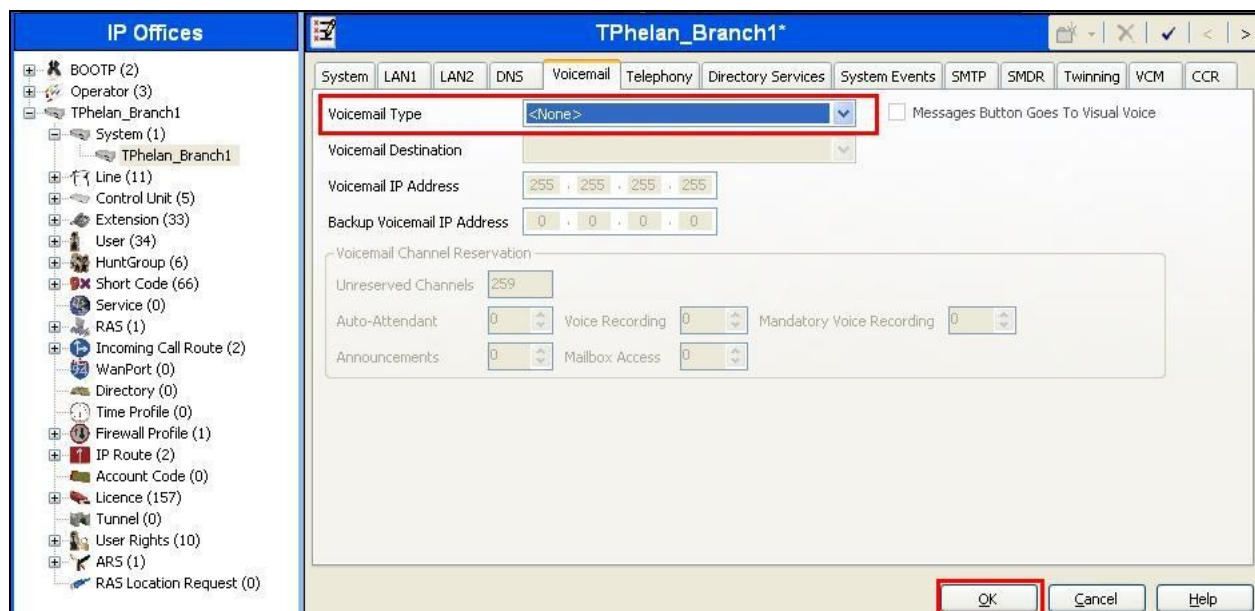 IP Offices
BOOTP (2)
Operator (3)
TPhelan_Branch1
System (1)
TPhelan_Branch1
Line (11)
Control Unit (5)
Extension (33)
User (34)
HuntGroup (6)
Short Code (66)
Service (0)
RAS (1)
Incoming Call Route (2)
WanPort (0)
Directory (0)
Time Profile (0)
Firewall Profile (1)
IP Route (2)
Account Code (0)
Licence (157)
Tunnel (0)
User Rights (10)
ARS (1)
RAS Location Request (0)
TPhelan_Branch1*
System LAN1 LAN2 DNS Voicemail Telephony Directory Services System Events SMTP SMDR Twinning VCM CCR
Voicemail Type <None> Messages Button Goes To Visual Voice
Voicemail Destination
Voicemail IP Address 255 . 255 . 255 . 255
Backup Voicemail IP Address 0 . 0 . 0 . 0
Voicemail Channel Reservation
Unreserved Channels 259
Auto-Attendant 0 Voice Recording 0 Mandatory Voice Recording 0
Announcements 0 Mailbox Access 0
OK Cancel Help